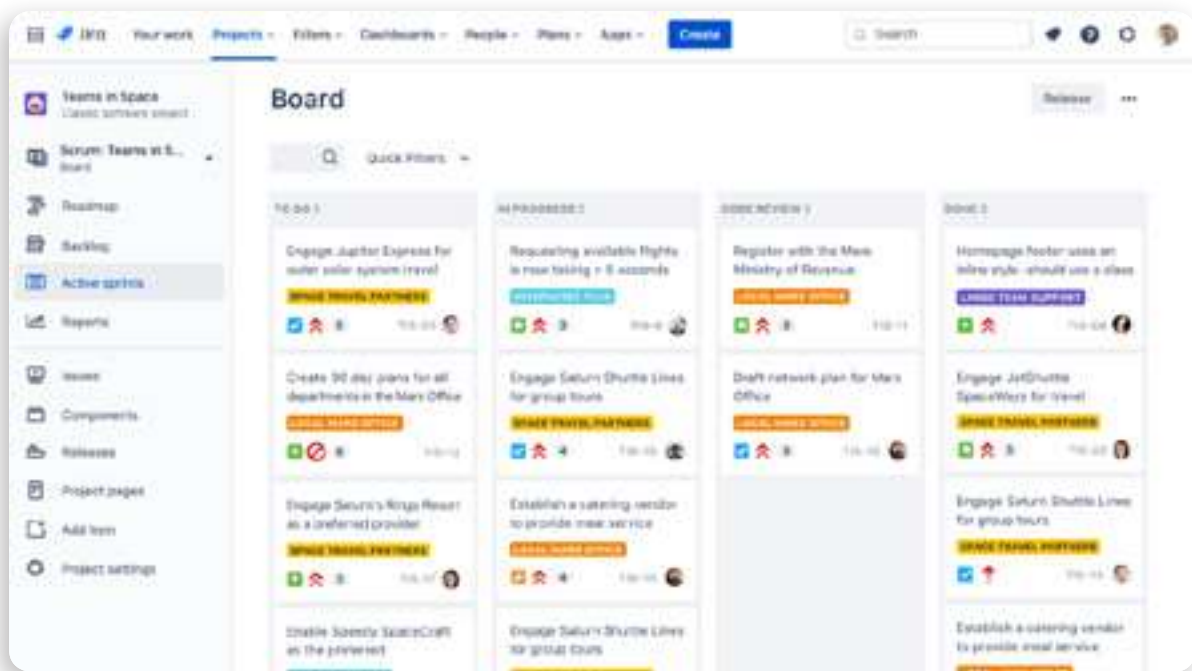 Jira Your work Projects Filters Dashboards People Plans Apps Create Search
Teams in Space
Classic software project
Scrum: Teams in S...
Board
Roadmap
Backlog
Active sprints
Reports
Issues
Components
Releases
Project pages
Add item
Project settings
Board
Release
Quick Filters
TO DO
Engage Jupiter Express for
outer solar system travel
SPACE TRAVEL PARTNERS
Create 90 day plans for all
departments in the Mars Office
LOCAL MARS OFFICE
Engage Saturn's Rings Resort
as a preferred provider
SPACE TRAVEL PARTNERS
Enable Speedy SpaceCraft
as the preferred
IN PROGRESS
Requesting available flights
is now taking > 5 seconds
Engage Saturn Shuttle Lines
for group tours
SPACE TRAVEL PARTNERS
4
Establish a catering vendor
to provide meal service
LOCAL MARS OFFICE
4
Engage Saturn Shuttle Lines
for group tours
CODE REVIEW
Register with the Mars
Ministry of Revenue
LOCAL MARS OFFICE
Draft network plan for Mars
Office
LOCAL MARS OFFICE
DONE
Homepage footer uses an
inline style - should use a class
LARGE TEAM SUPPORT
Engage JetShuttle
SpaceWays for travel
SPACE TRAVEL PARTNERS
Engage Saturn Shuttle Lines
for group tours
SPACE TRAVEL PARTNERS
Establish a catering vendor
to provide meal service